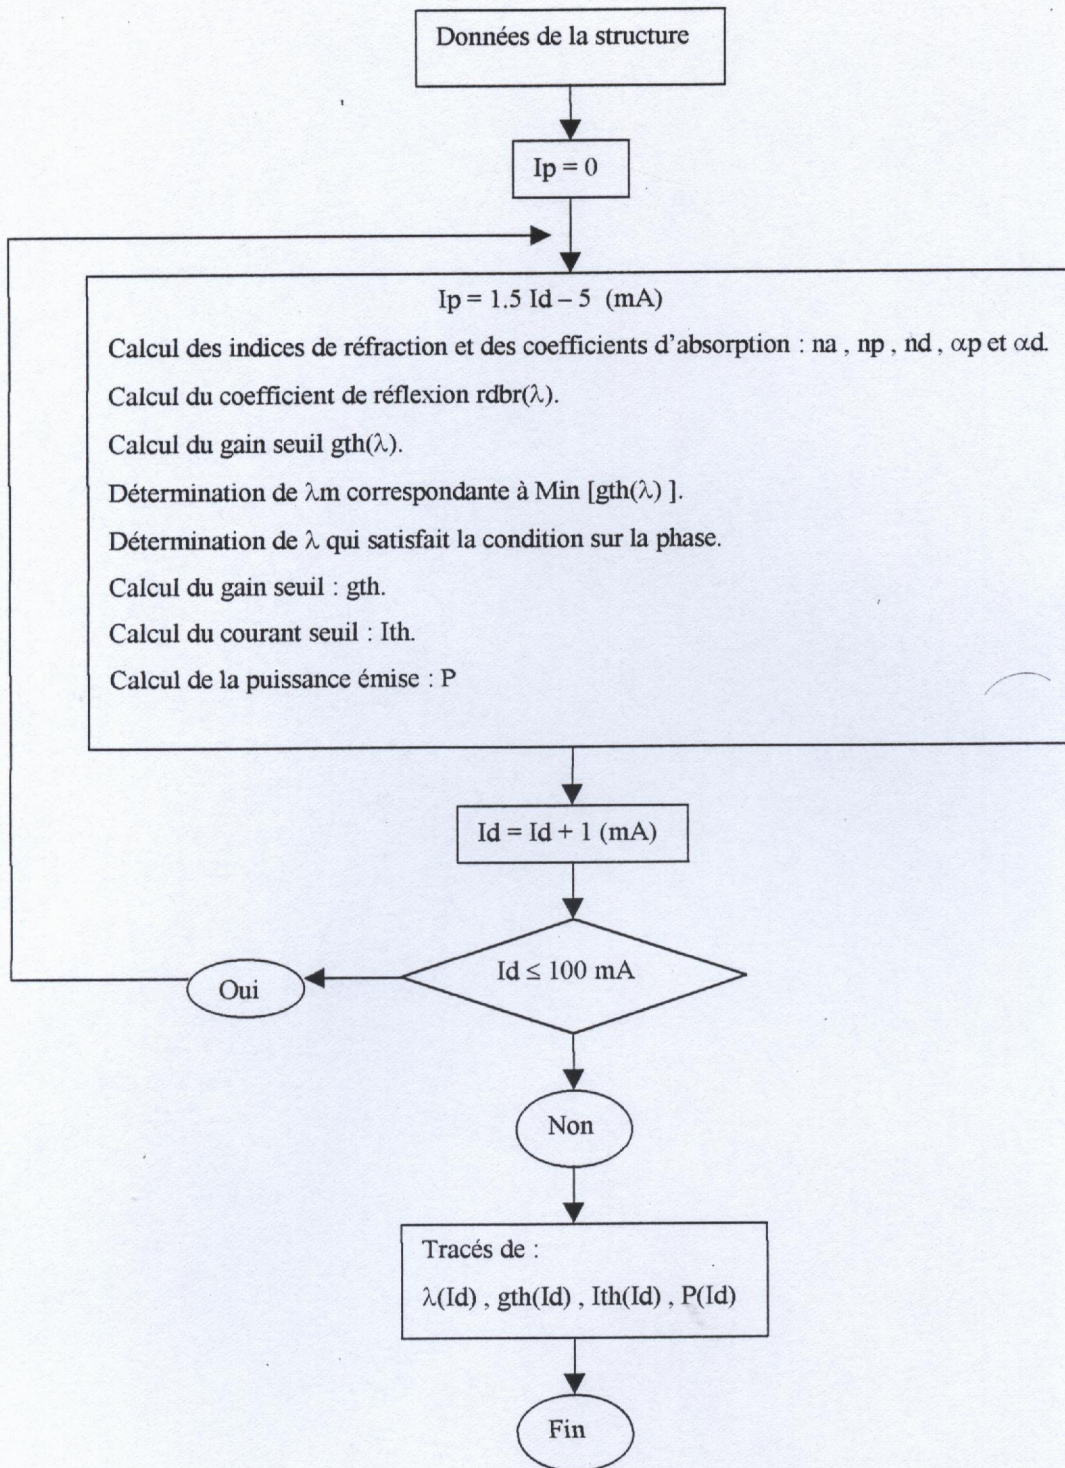 Données de la structure
Ip = 0
Ip = 1.5 Id – 5 (mA)
Calcul des indices de réfraction et des coefficients d'absorption : na , np , nd , αp et αd.
Calcul du coefficient de réflexion rdbr(λ).
Calcul du gain seuil gth(λ).
Détermination de λm correspondante à Min [gth(λ) ].
Détermination de λ qui satisfait la condition sur la phase.
Calcul du gain seuil : gth.
Calcul du courant seuil : Ith.
Calcul de la puissance émise : P
Id = Id + 1 (mA)
Id ≤ 100 mA
Oui
Non
Tracés de :
λ(Id) , gth(Id) , Ith(Id) , P(Id)
Fin